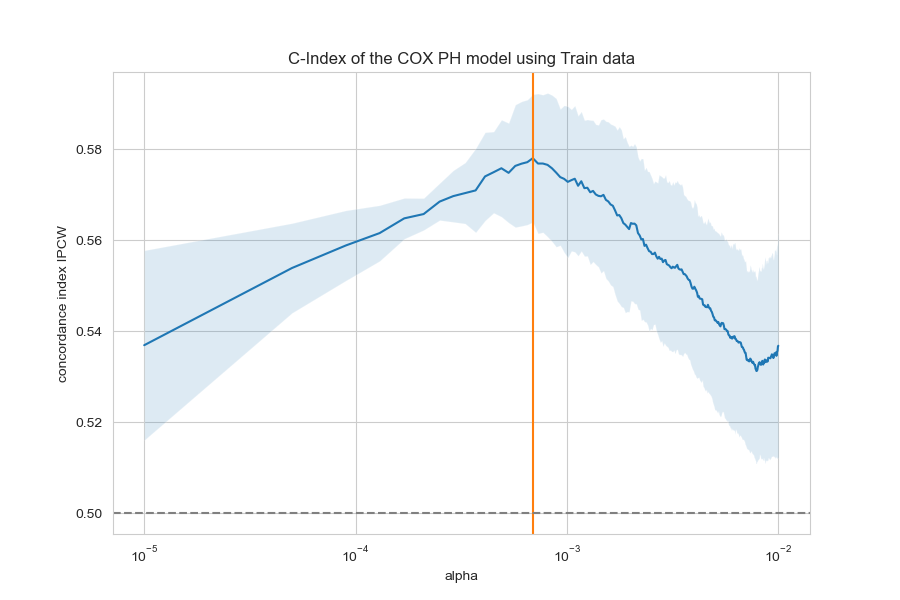 C-Index of the COX PH model using Train data
concordance index IPCW
0.58
0.56
0.54
0.52
0.50
10⁻⁵ 10⁻⁴ 10⁻³ 10⁻²
alpha